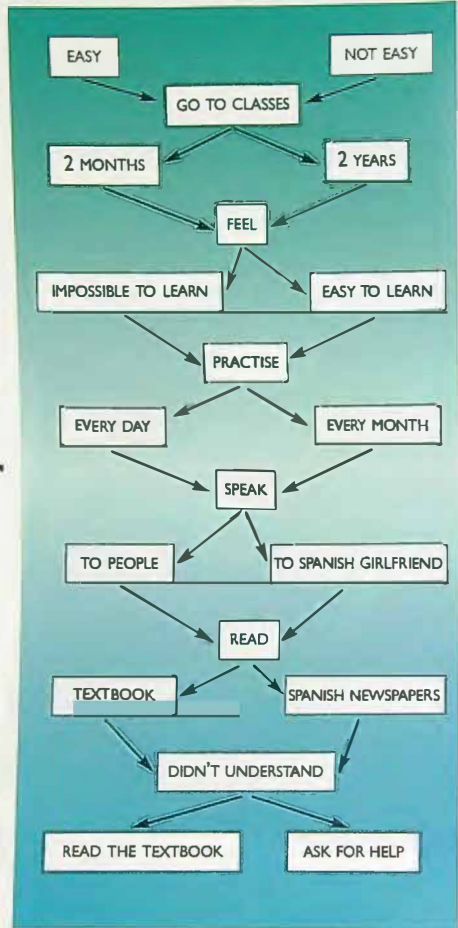 EASY
NOT EASY
GO TO CLASSES
2 MONTHS
2 YEARS
FEEL
IMPOSSIBLE TO LEARN
EASY TO LEARN
PRACTISE
EVERY DAY
EVERY MONTH
SPEAK
TO PEOPLE
TO SPANISH GIRLFRIEND
READ
TEXTBOOK
SPANISH NEWSPAPERS
DIDN'T UNDERSTAND
READ THE TEXTBOOK
ASK FOR HELP